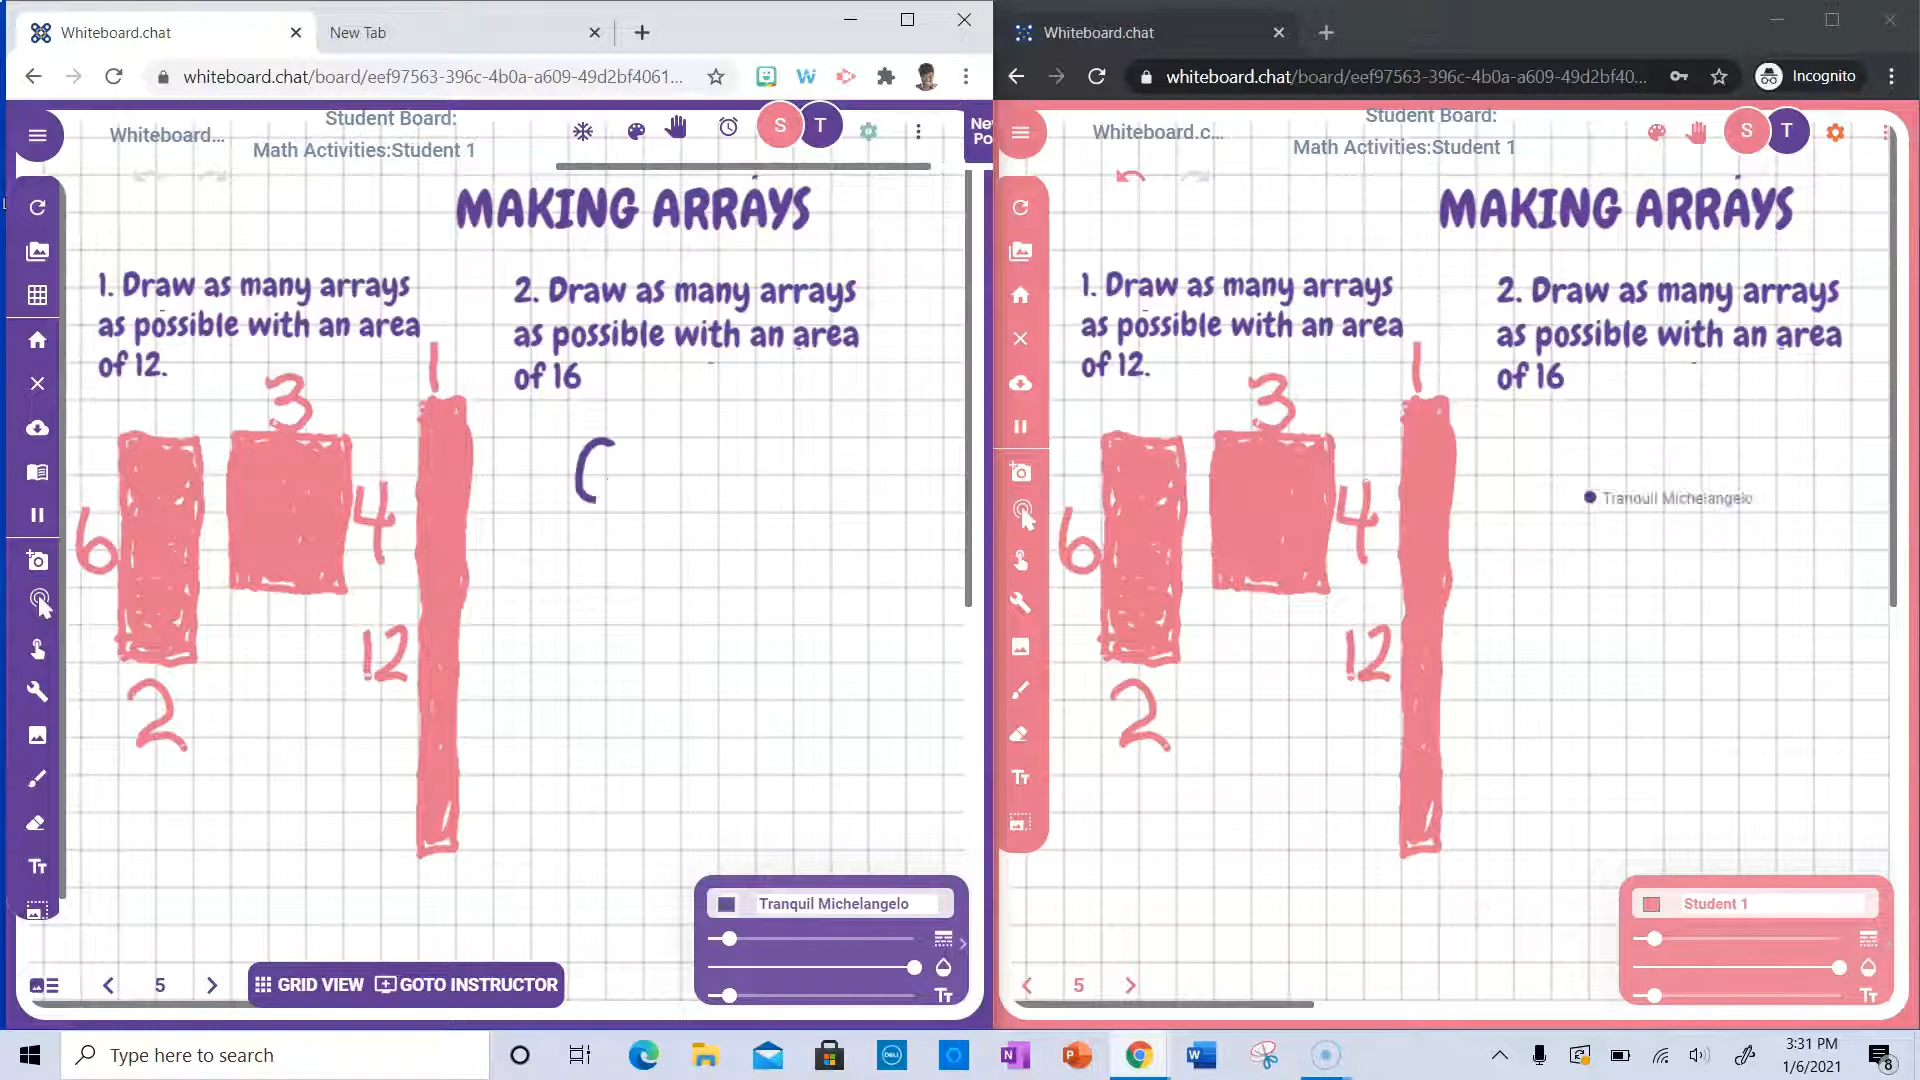 Whiteboard.chat
New Tab
whiteboard.chat/board/eef97563-396c-4b0a-a609-49d2bf4061...
Whiteboard...
Student Board:
Math Activities:Student 1
S
T
MAKING ARRAYS
1. Draw as many arrays
as possible with an area
of 12.
2. Draw as many arrays
as possible with an area
of 16
3
1
6
4
12
2
Tranquil Michelangelo
5
GRID VIEW
GOTO INSTRUCTOR
Whiteboard.chat
whiteboard.chat/board/eef97563-396c-4b0a-a609-49d2bf40...
Incognito
Whiteboard.c...
Student Board:
Math Activities:Student 1
S
T
MAKING ARRAYS
1. Draw as many arrays
as possible with an area
of 12.
2. Draw as many arrays
as possible with an area
of 16
3
1
6
4
12
2
Tranquil Michelangelo
Student 1
5
Type here to search
3:31 PM
1/6/2021
8